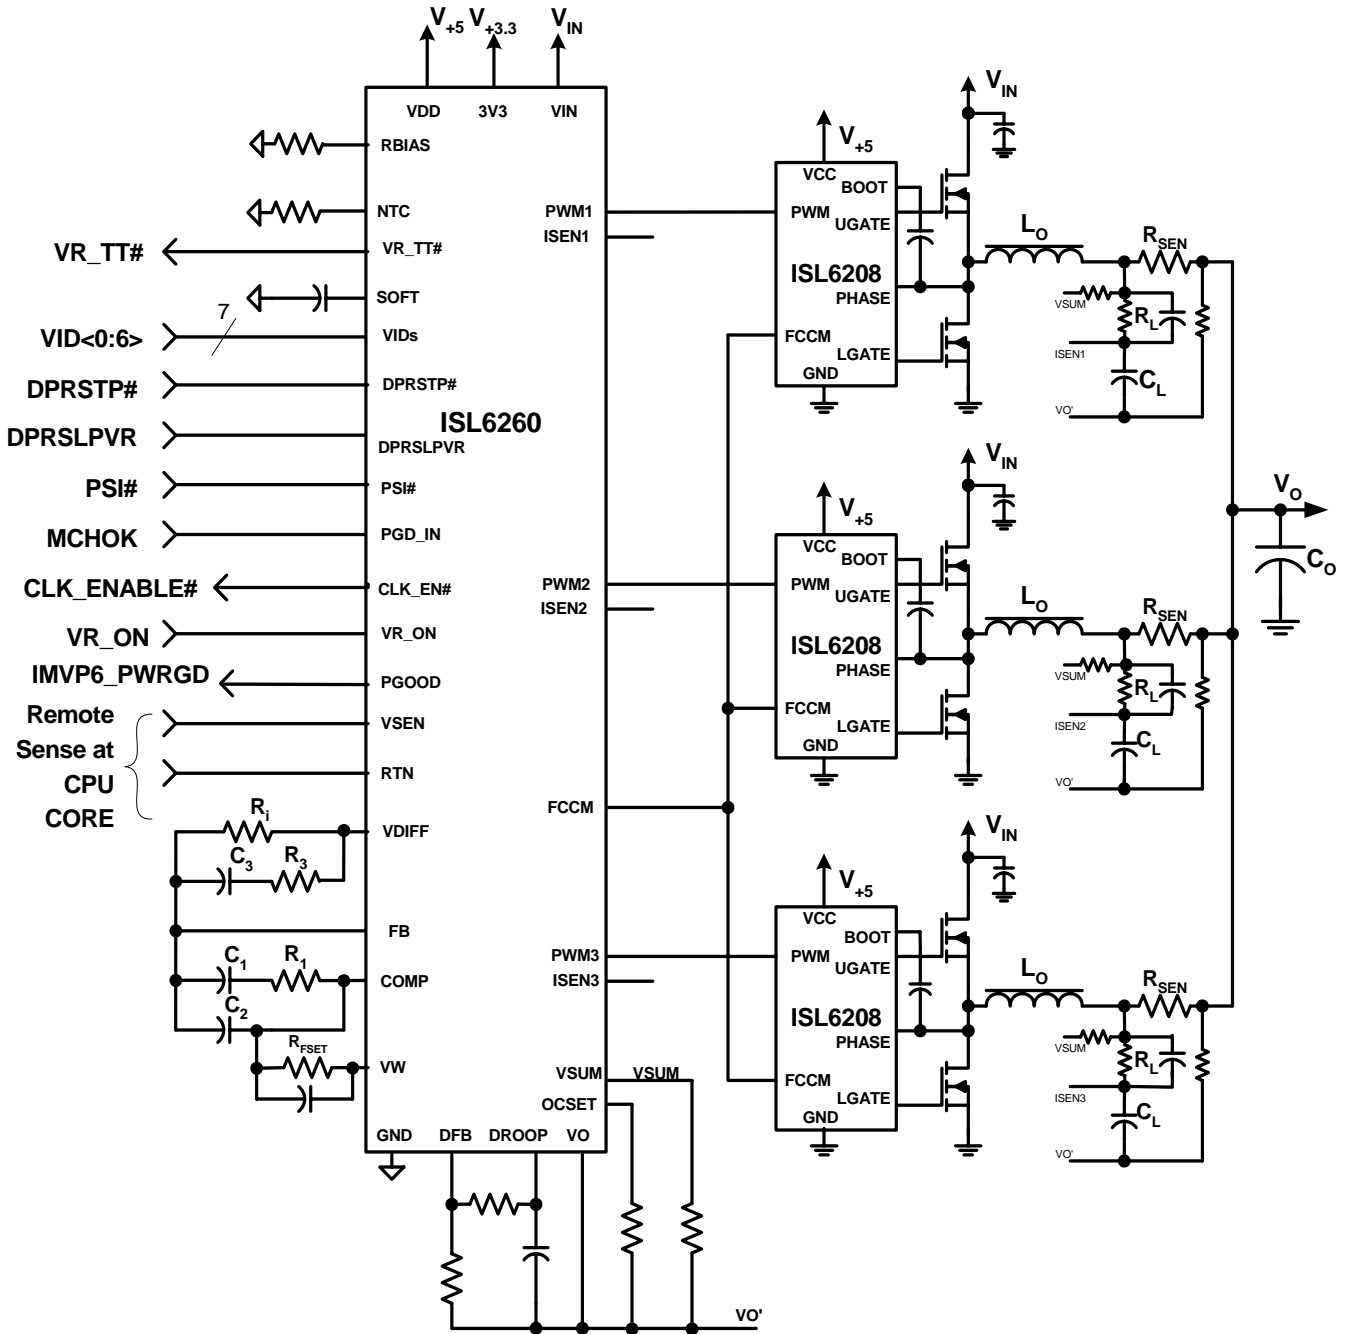 V+5
V+3.3
VIN
VDD
3V3
VIN
RBIAS
NTC
VR_TT#
VR_TT#
SOFT
7
VID<0:6>
VIDs
DPRSTP#
DPRSTP#
ISL6260
DPRSLPVR
DPRSLPVR
PSI#
PSI#
MCHOK
PGD_IN
CLK_ENABLE#
CLK_EN#
VR_ON
VR_ON
IMVP6_PWRGD
PGOOD
Remote
Sense at
CPU
CORE
VSEN
RTN
Ri
VDIFF
C3
R3
FB
C1
R1
COMP
C2
RFSET
VW
GND
DFB
DROOP
VO
PWM1
ISEN1
PWM2
ISEN2
FCCM
PWM3
ISEN3
VSUM
VSUM
OCSET
VO'
VIN
V+5
VCC
BOOT
PWM
UGATE
ISL6208
PHASE
FCCM
LGATE
GND
LO
RSEN
VSUM
RL
ISEN1
CL
VO'
VIN
V+5
VCC
BOOT
PWM
UGATE
ISL6208
PHASE
FCCM
LGATE
GND
LO
RSEN
VSUM
RL
ISEN2
CL
VO'
VO
CO
VIN
V+5
VCC
BOOT
PWM
UGATE
ISL6208
PHASE
FCCM
LGATE
GND
LO
RSEN
VSUM
RL
ISEN3
CL
VO'